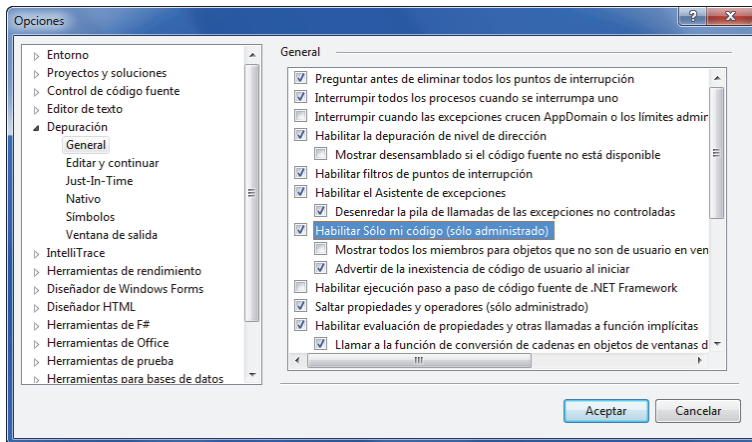 Opciones
Entorno
Proyectos y soluciones
Control de código fuente
Editor de texto
Depuración
General
Editar y continuar
Just-In-Time
Nativo
Símbolos
Ventana de salida
IntelliTrace
Herramientas de rendimiento
Diseñador de Windows Forms
Diseñador HTML
Herramientas de F#
Herramientas de Office
Herramientas de prueba
Herramientas para bases de datos
General
Preguntar antes de eliminar todos los puntos de interrupción
Interrumpir todos los procesos cuando se interrumpa uno
Interrumpir cuando las excepciones crucen AppDomain o los límites admir
Habilitar la depuración de nivel de dirección
Mostrar desensamblado si el código fuente no está disponible
Habilitar filtros de puntos de interrupción
Habilitar el Asistente de excepciones
Desenredar la pila de llamadas de las excepciones no controladas
Habilitar Sólo mi código (sólo administrado)
Mostrar todos los miembros para objetos que no son de usuario en ven
Advertir de la inexistencia de código de usuario al iniciar
Habilitar ejecución paso a paso de código fuente de .NET Framework
Saltar propiedades y operadores (sólo administrado)
Habilitar evaluación de propiedades y otras llamadas a función implícitas
Llamar a la función de conversión de cadenas en objetos de ventanas d
Aceptar
Cancelar